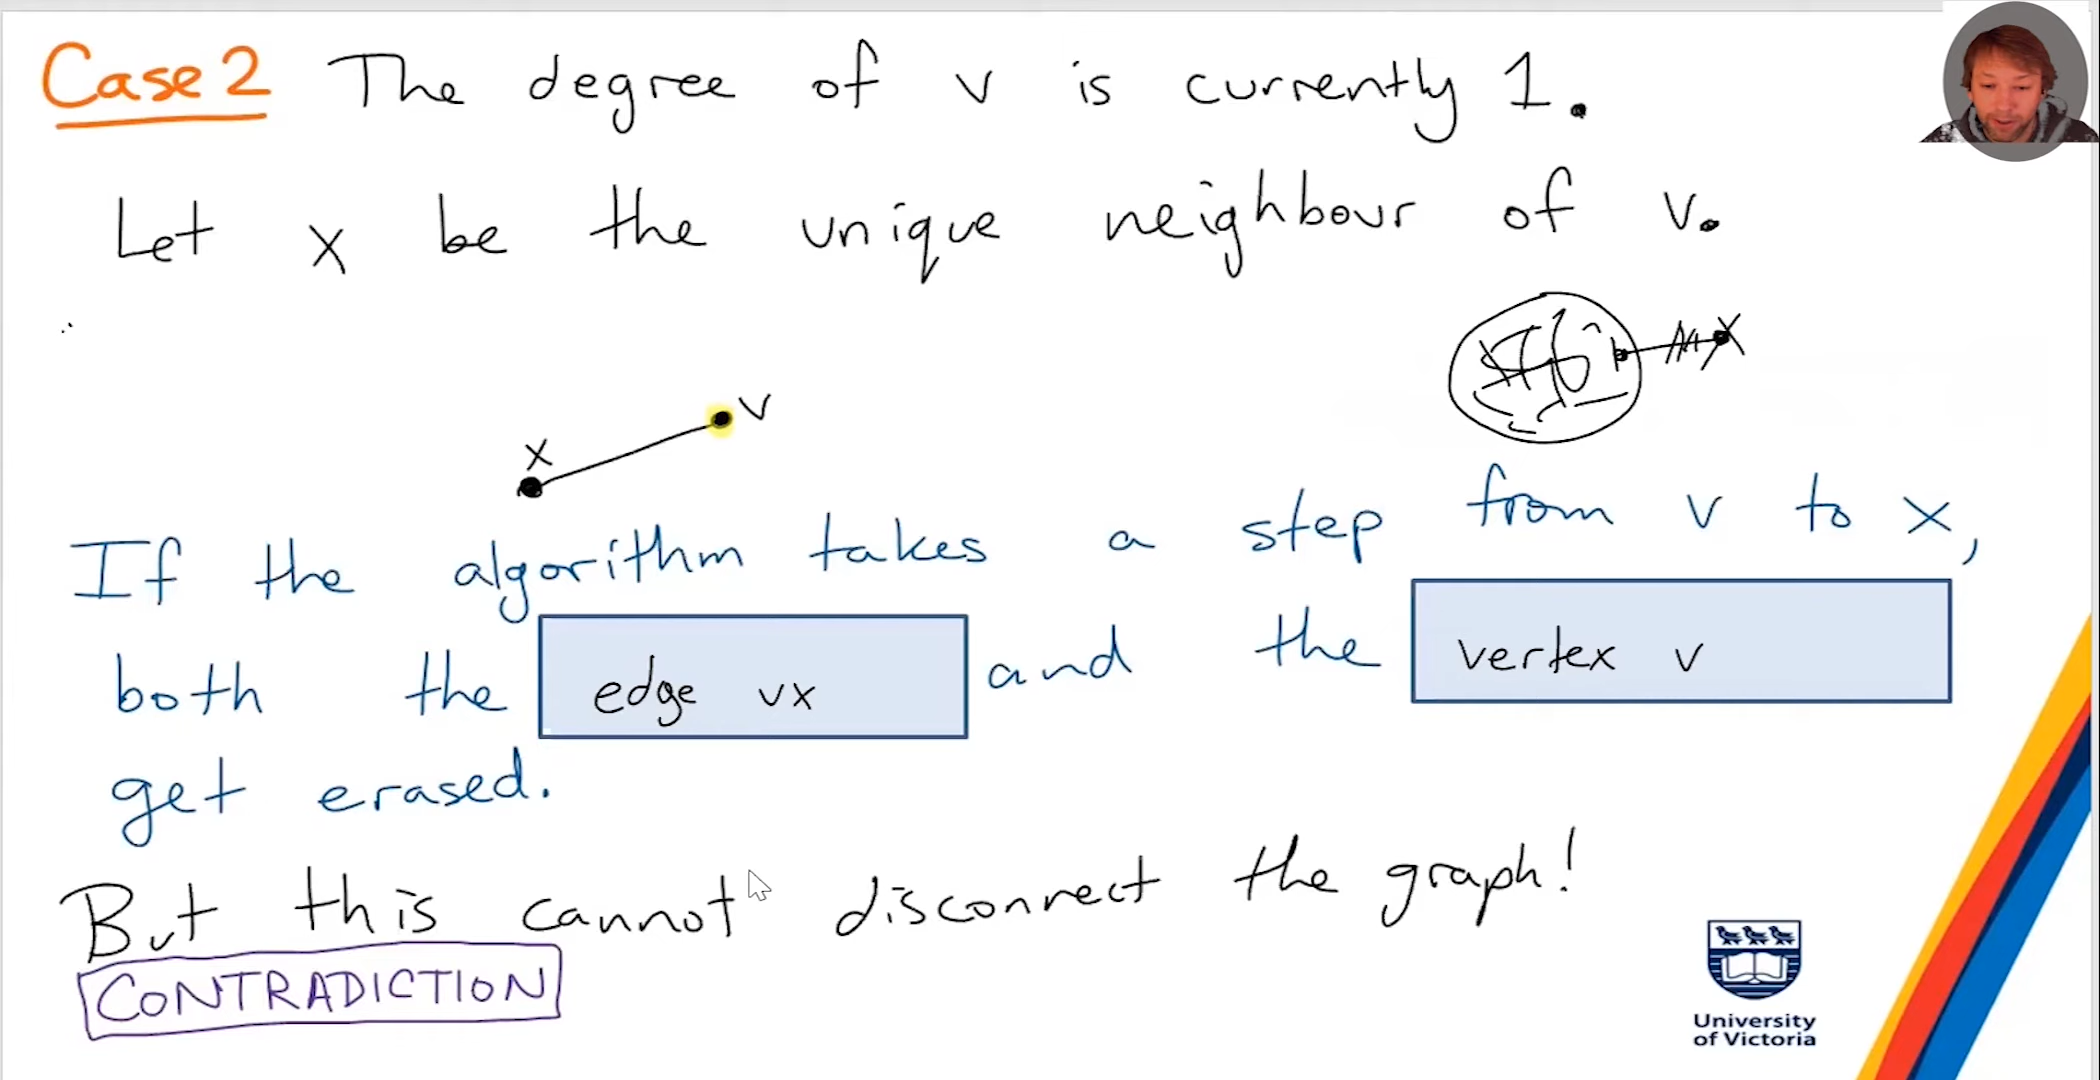 Case 2 The degree of v is currently 1.
Let x be the unique neighbour of v.
x v
If the algorithm takes a step from v to x,
both the edge vx and the vertex v
get erased.
But this cannot disconnect the graph!
CONTRADICTION
University
of Victoria